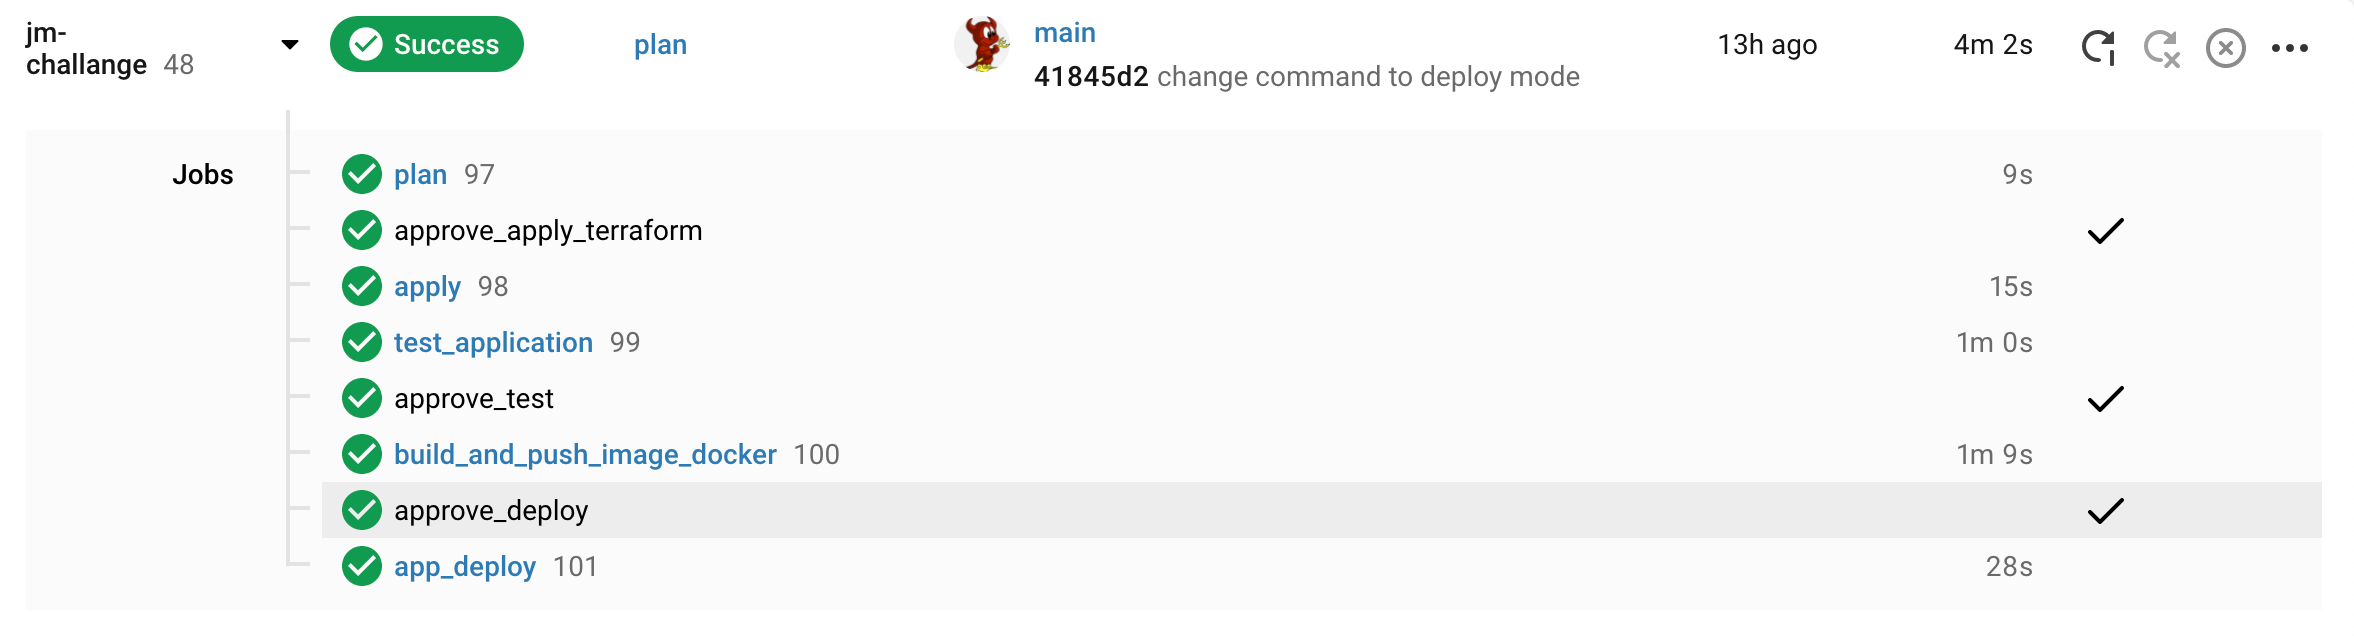 jm-
challange 48
Success
plan
main
41845d2 change command to deploy mode
13h ago
4m 2s
Jobs
plan 97
9s
approve_apply_terraform
apply 98
15s
test_application 99
1m 0s
approve_test
build_and_push_image_docker 100
1m 9s
approve_deploy
app_deploy 101
28s